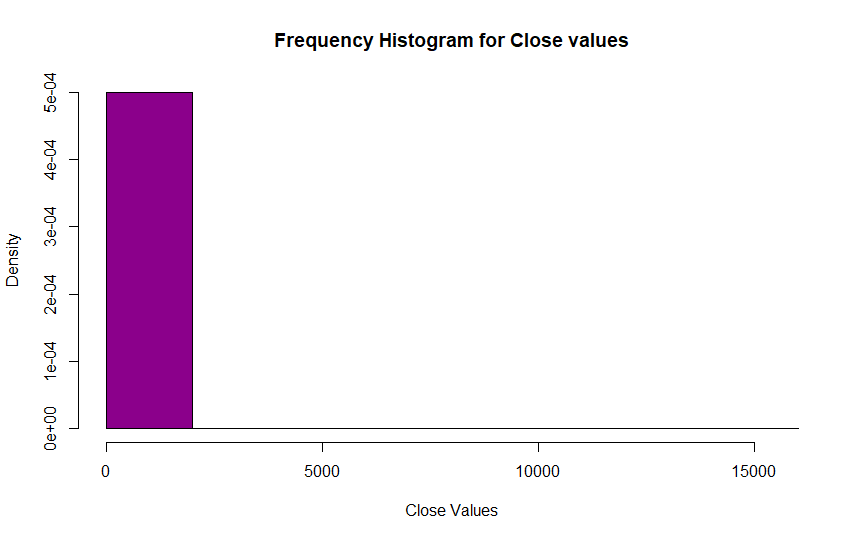 Frequency Histogram for Close values
Density
5e-04
4e-04
3e-04
2e-04
1e-04
0e+00
0 5000 10000 15000
Close Values